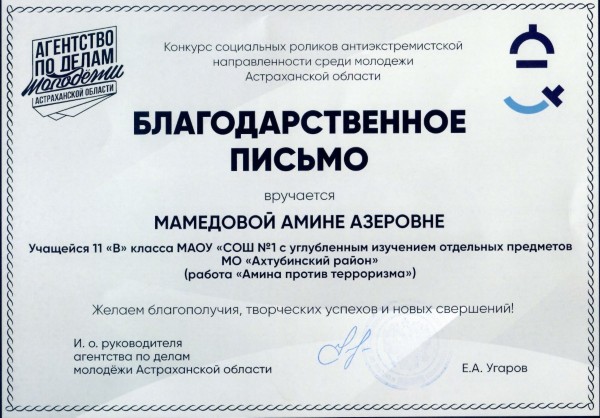 АГЕНТСТВО
ПО ДЕЛАМ
Молодежи
АСТРАХАНСКОЙ ОБЛАСТИ
Конкурс социальных роликов антиэкстремистской
направленности среди молодежи
Астраханской области
БЛАГОДАРСТВЕННОЕ
ПИСЬМО
вручается
МАМЕДОВОЙ АМИНЕ АЗЕРОВНЕ
Учащейся 11 «В» класса МАОУ «СОШ №1 с углубленным изучением отдельных предметов
МО «Ахтубинский район»
(работа «Амина против терроризма»)
Желаем благополучия, творческих успехов и новых свершений!
И. о. руководителя
агентства по делам
молодёжи Астраханской области
Е.А. Угаров